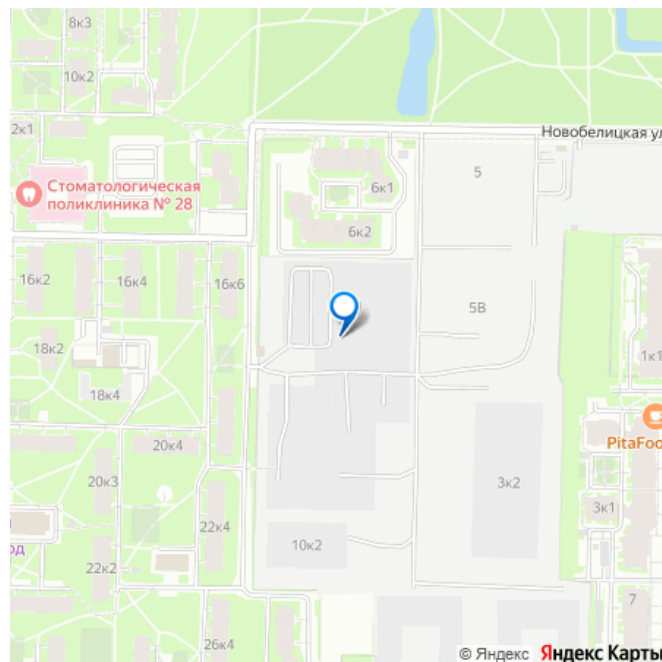 8к3
10к2
2к1
Новобелицкая ул
Стоматологическая
поликлиника № 28
6к1
5
6к2
16к2
16к4
16к6
5В
18к2
1к1
18к4
PitaFoo
20к4
20к3
3к2
22к4
3к1
од
10к2
22к2
7
26к4
© Яндекс Яндекс Карты